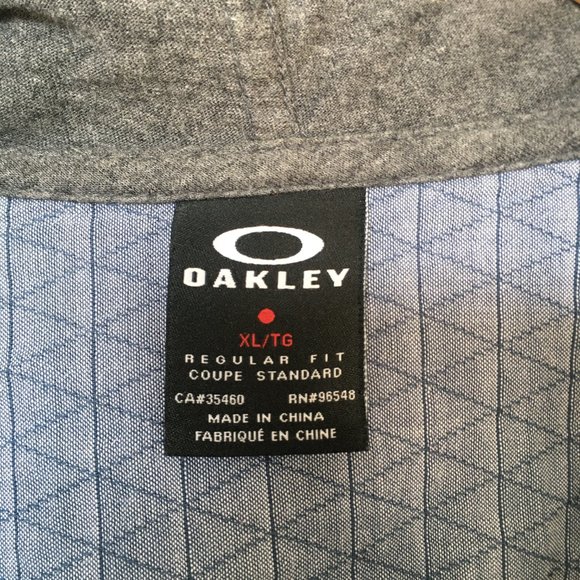 OAKLEY
XL/TG
REGULAR FIT
COUPE STANDARD
CA#35460 RN#96548
MADE IN CHINA
FABRIQUÉ EN CHINE